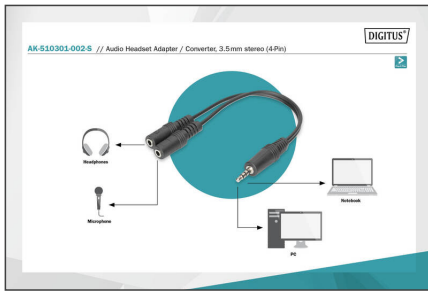 DIGITUS®
AK-510301-002-S // Audio Headset Adapter / Converter, 3.5mm stereo (4-Pin)
Headphones
Microphone
Notebook
PC